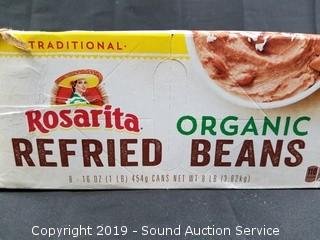 TRADITIONAL
Rosarita
ORGANIC
REFRIED BEANS
8 - 16 OZ (1 LB) 454g CANS NET WT 8 LB (3.62kg)
Copyright 2019 - Sound Auction Service